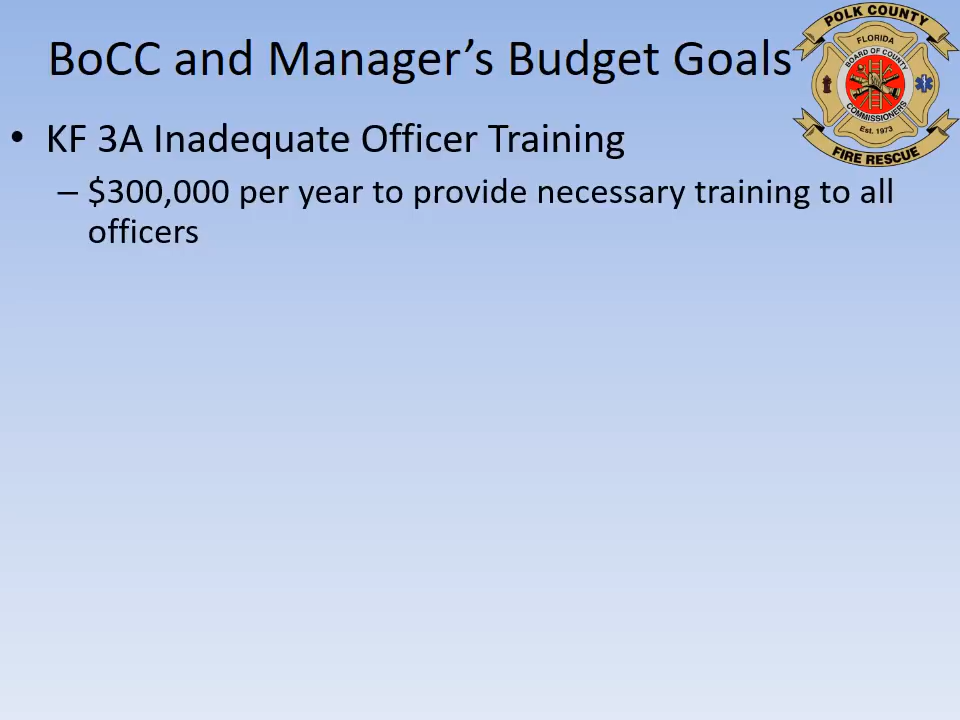 BoCC and Manager’s Budget Goals
POLK COUNTY
FLORIDA
BOARD OF COUNTY
COMMISSIONERS
Est. 1973
FIRE RESCUE
• KF 3A Inadequate Officer Training
– $300,000 per year to provide necessary training to all
officers